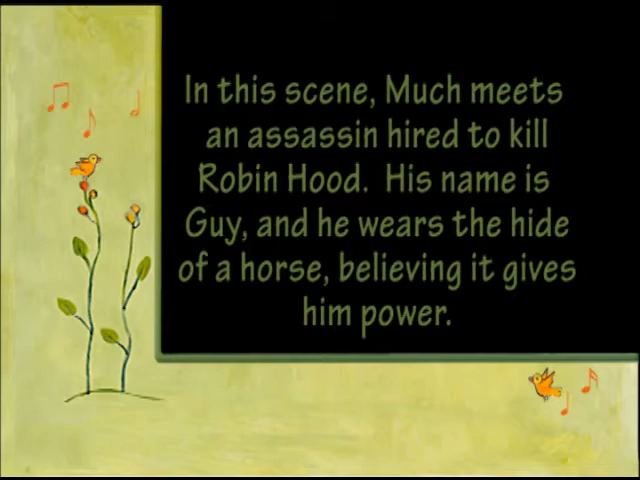 In this scene, Much meets
an assassin hired to kill
Robin Hood. His name is
Guy, and he wears the hide
of a horse, believing it gives
him power.